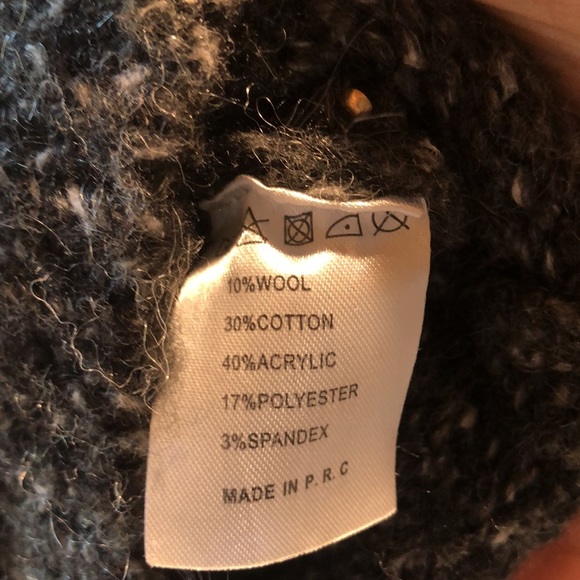 10%WOOL
30%COTTON
40%ACRYLIC
17%POLYESTER
3%SPANDEX
MADE IN P. R. C